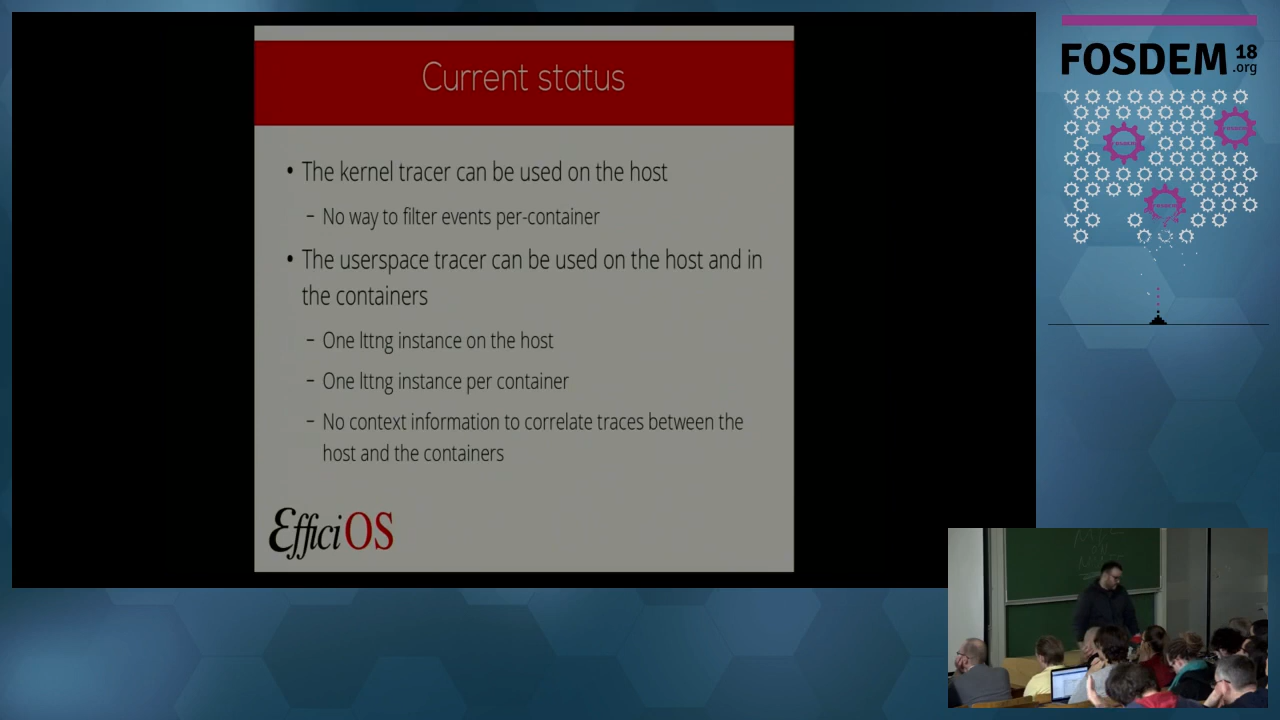 Current status
• The kernel tracer can be used on the host
– No way to filter events per-container
• The userspace tracer can be used on the host and in
the containers
– One lttng instance on the host
– One lttng instance per container
– No context information to correlate traces between the
host and the containers
EfficiOS
FOSDEM 18
.org